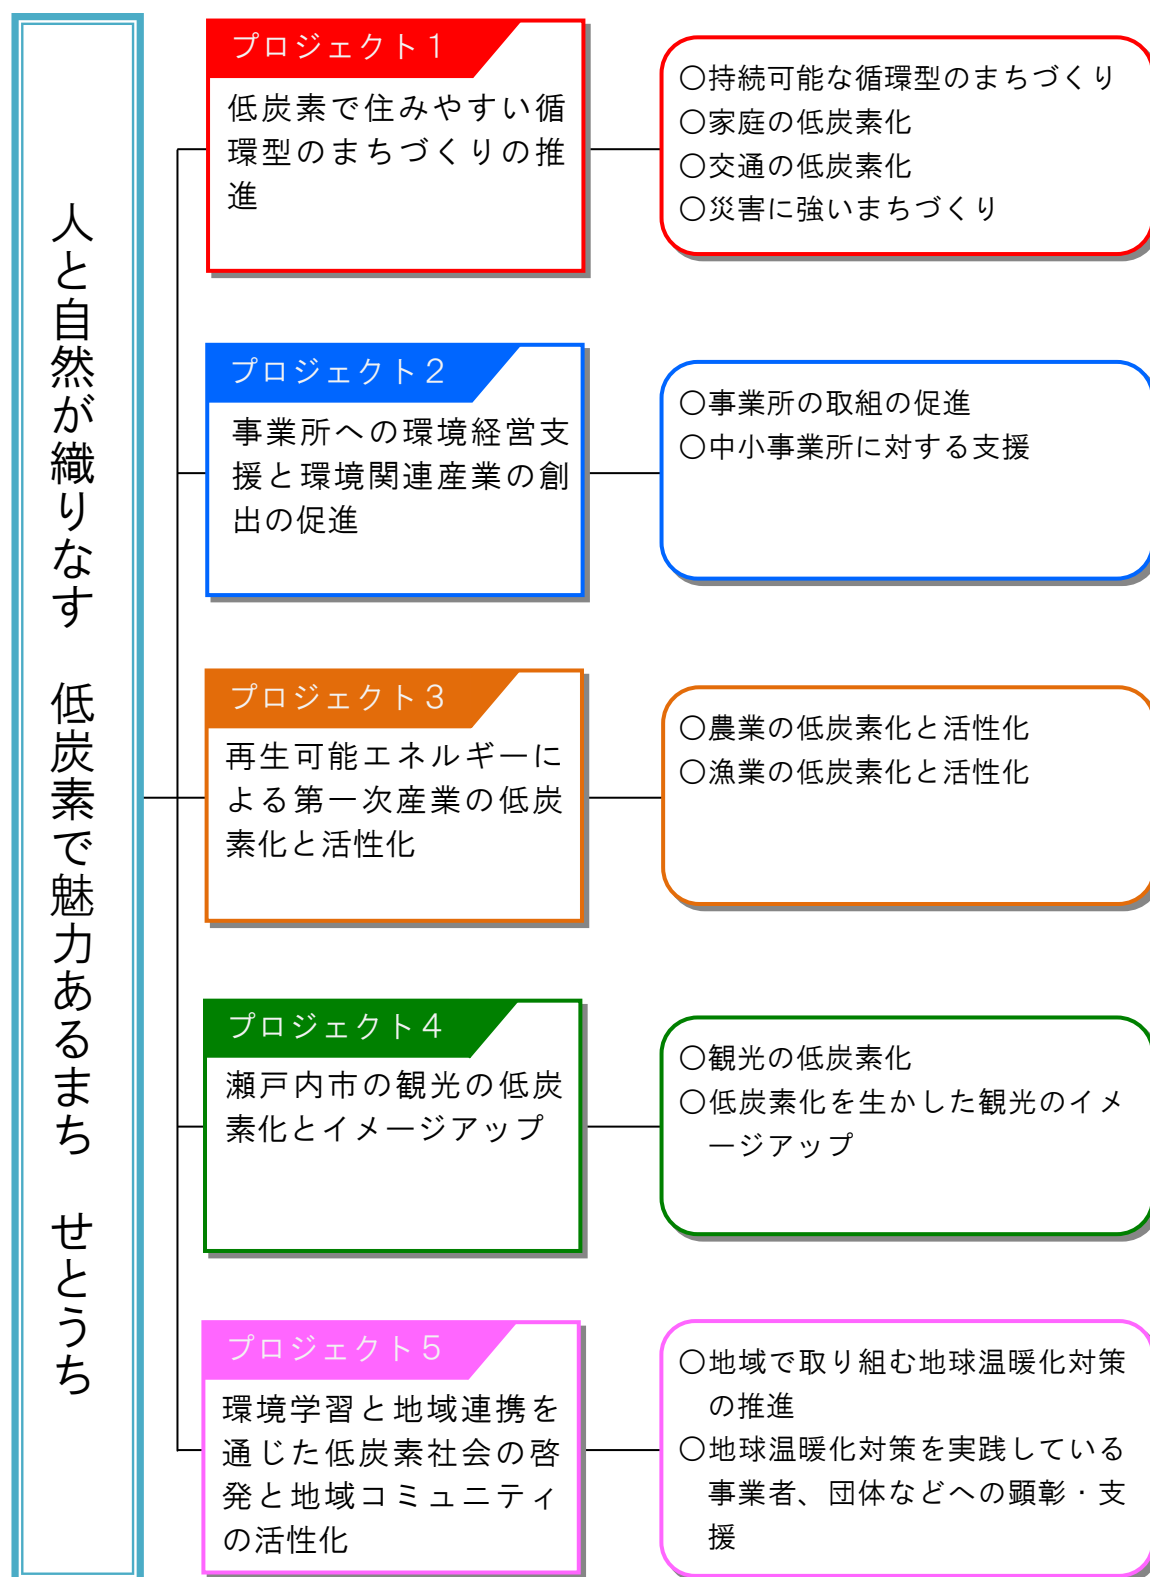 人と自然が織りなす　低炭素で魅力あるまち　せとうち
プロジェクト１
低炭素で住みやすい循
環型のまちづくりの推
進
〇持続可能な循環型のまちづくり
〇家庭の低炭素化
〇交通の低炭素化
〇災害に強いまちづくり
プロジェクト２
事業所への環境経営支
援と環境関連産業の創
出の促進
〇事業所の取組の促進
〇中小事業所に対する支援
プロジェクト３
再生可能エネルギーに
よる第一次産業の低炭
素化と活性化
〇農業の低炭素化と活性化
〇漁業の低炭素化と活性化
プロジェクト４
瀬戸内市の観光の低炭
素化とイメージアップ
〇観光の低炭素化
〇低炭素化を生かした観光のイメ
ージアップ
プロジェクト５
環境学習と地域連携を
通じた低炭素社会の啓
発と地域コミュニティ
の活性化
〇地域で取り組む地球温暖化対策
の推進
〇地球温暖化対策を実践している
事業者、団体などへの顕彰・支
援